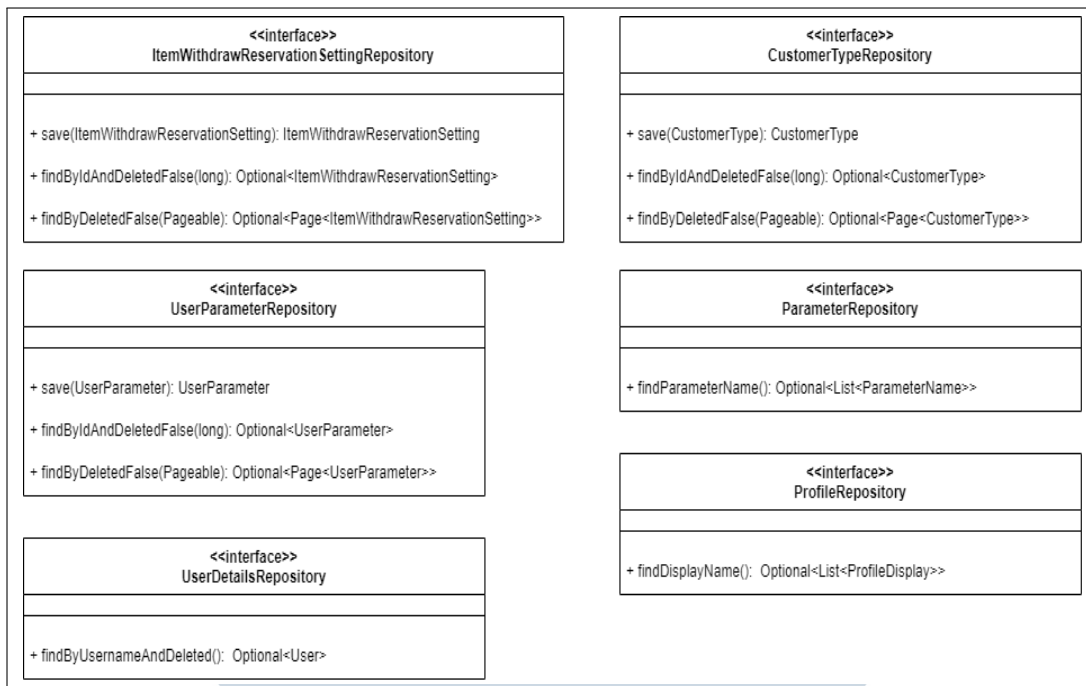 <<interface>>
ItemWithdrawReservationSettingRepository
+ save(ItemWithdrawReservationSetting): ItemWithdrawReservationSetting
+ findByIdAndDeletedFalse(long): Optional<ItemWithdrawReservationSetting>
+ findByDeletedFalse(Pageable): Optional<Page<ItemWithdrawReservationSetting>>
<<interface>>
CustomerTypeRepository
+ save(CustomerType): CustomerType
+ findByIdAndDeletedFalse(long): Optional<CustomerType>
+ findByDeletedFalse(Pageable): Optional<Page<CustomerType>>
<<interface>>
UserParameterRepository
+ save(UserParameter): UserParameter
+ findByIdAndDeletedFalse(long): Optional<UserParameter>
+ findByDeletedFalse(Pageable): Optional<Page<UserParameter>>
<<interface>>
ParameterRepository
+ findParameterName(): Optional<List<ParameterName>>
<<interface>>
ProfileRepository
+ findDisplayName(): Optional<List<ProfileDisplay>>
<<interface>>
UserDetailsRepository
+ findByUsernameAndDeleted(): Optional<User>